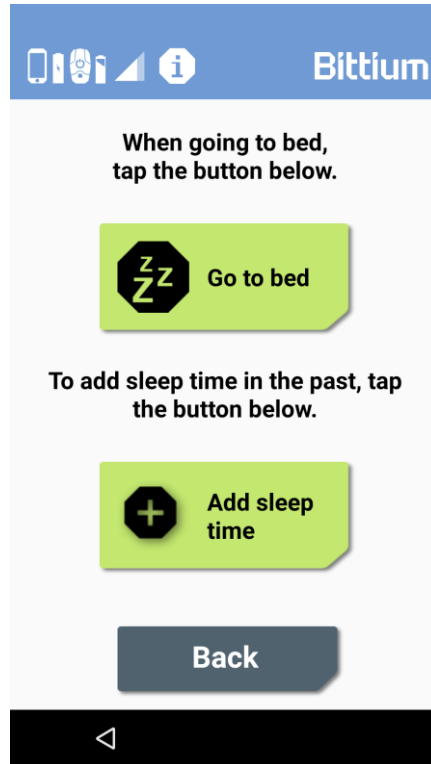 Bittium
When going to bed,
tap the button below.
Go to bed
To add sleep time in the past, tap
the button below.
Add sleep
time
Back